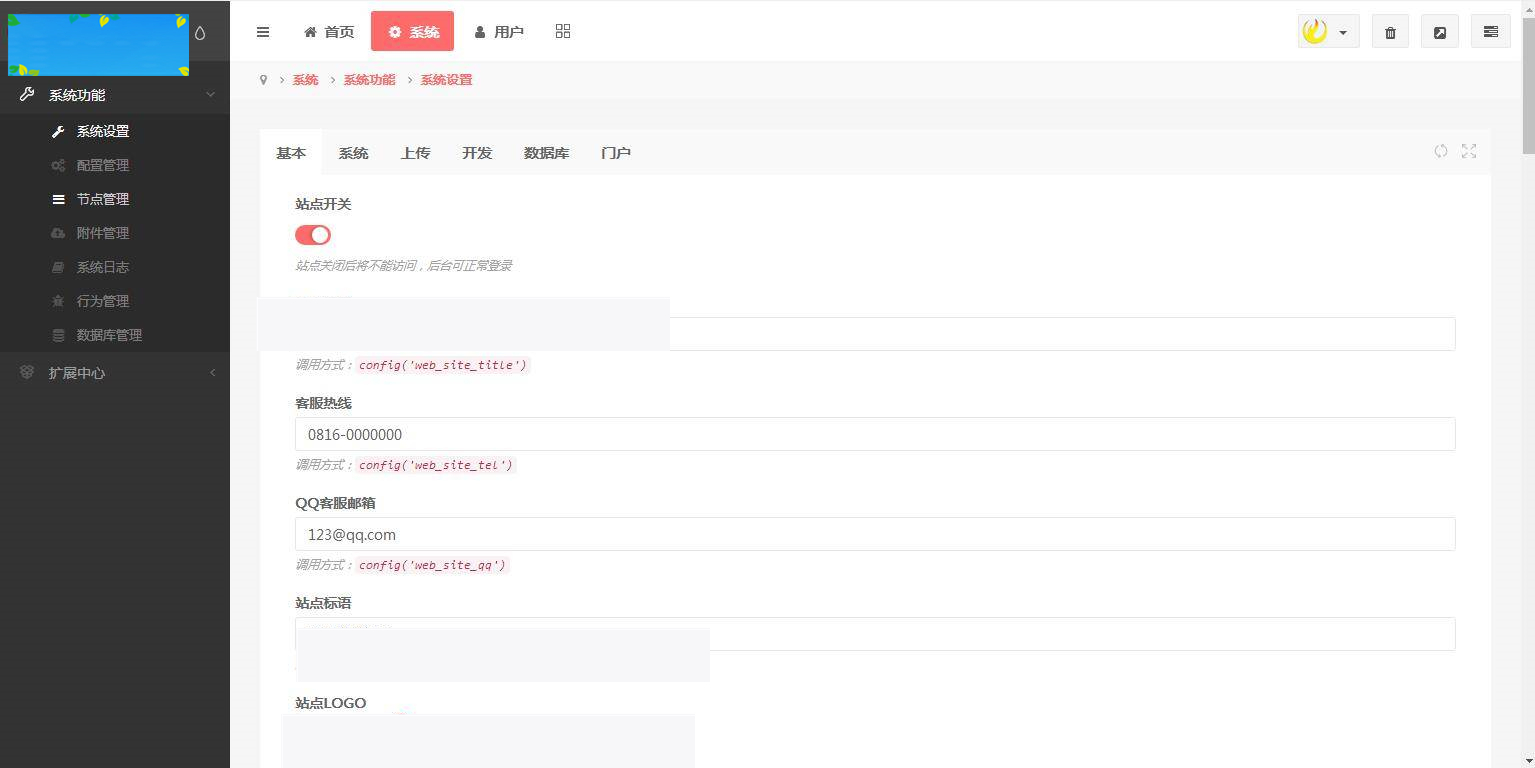 首页
系统
用户
系统
系统功能
系统设置
系统功能
系统设置
配置管理
节点管理
附件管理
系统日志
行为管理
数据库管理
扩展中心
基本
系统
上传
开发
数据库
门户
站点开关
站点关闭后将不能访问，后台可正常登录
调用方式：config('web_site_title')
客服热线
0816-0000000
调用方式：config('web_site_tel')
QQ客服邮箱
123@qq.com
调用方式：config('web_site_qq')
站点标语
站点LOGO